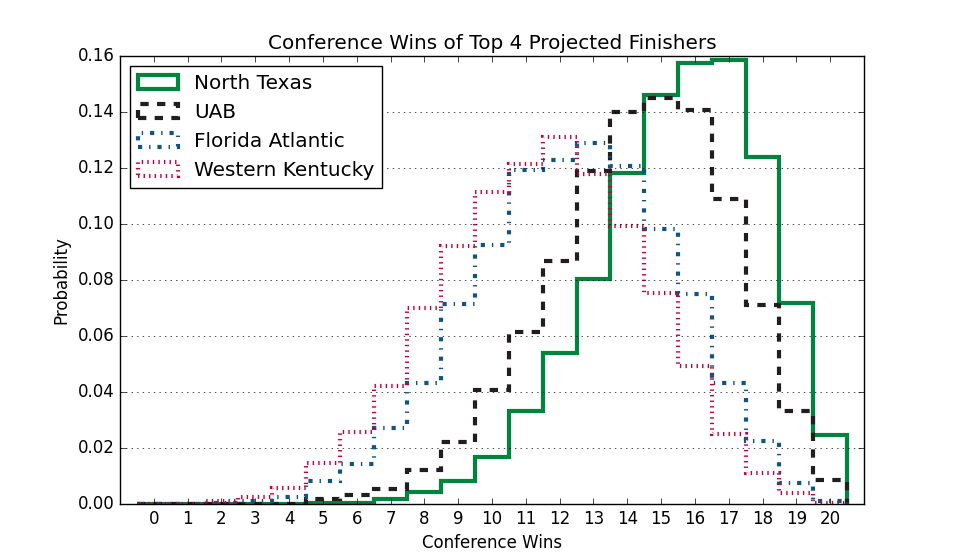 Conference Wins of Top 4 Projected Finishers
0.16
0.14
0.12
0.10
0.08
0.06
0.04
0.02
0.00
Probability
North Texas
UAB
Florida Atlantic
Western Kentucky
0 1 2 3 4 5 6 7 8 9 10 11 12 13 14 15 16 17 18 19 20
Conference Wins